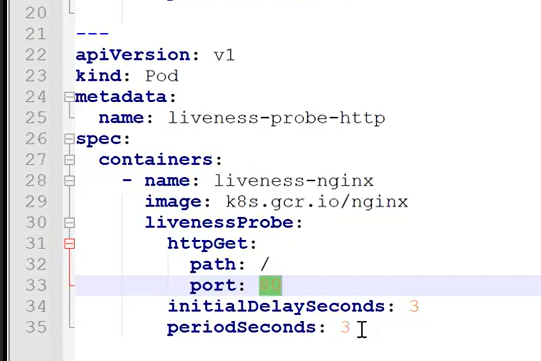 20
21 ---
22 apiVersion: v1
23 kind: Pod
24 metadata:
25   name: liveness-probe-http
26 spec:
27   containers:
28     - name: liveness-nginx
29       image: k8s.gcr.io/nginx
30       livenessProbe:
31         httpGet:
32           path: /
33           port:
34         initialDelaySeconds: 3
35         periodSeconds: 3